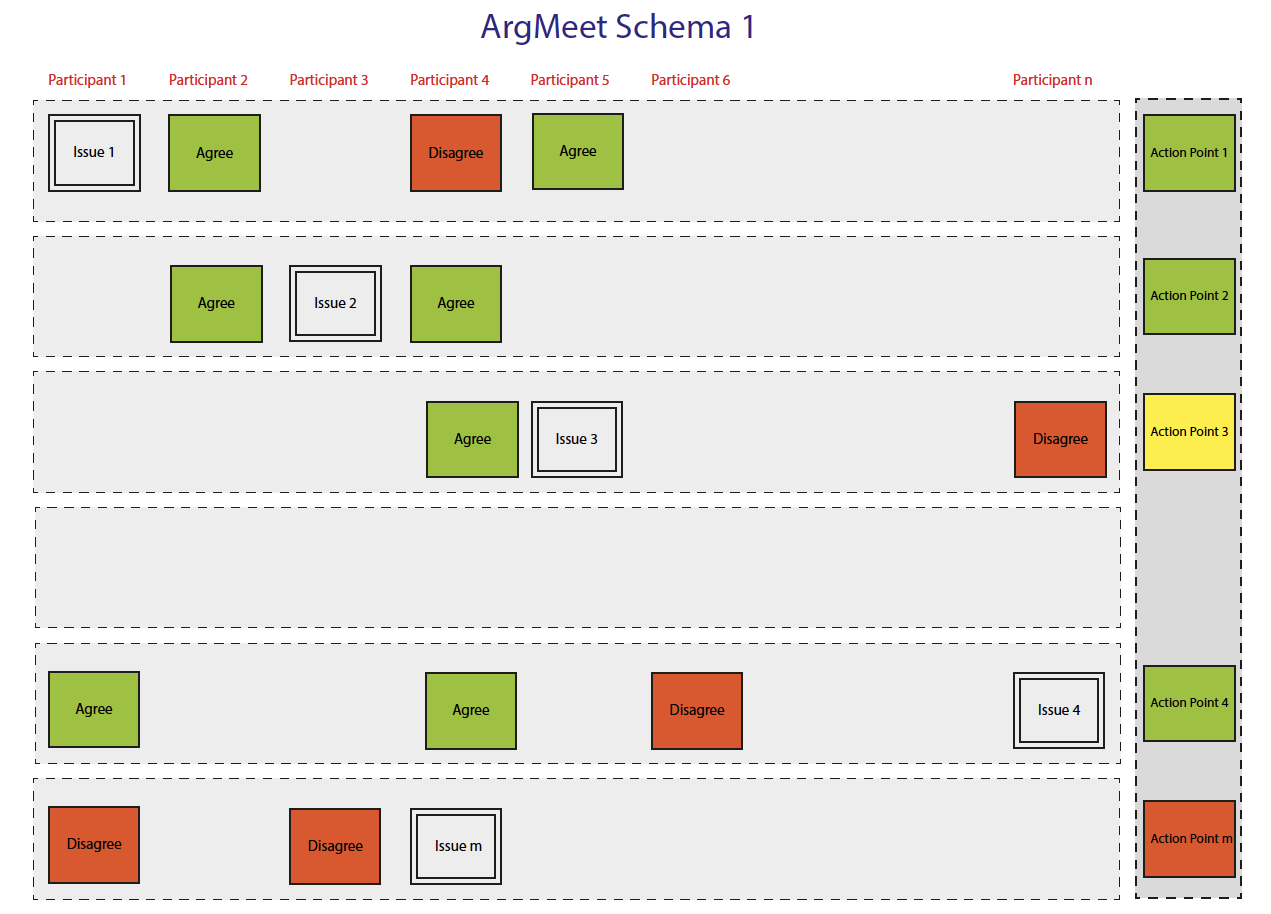 ArgMeet Schema 1
Participant 1
Participant 2
Participant 3
Participant 4
Participant 5
Participant 6
Participant n
Issue 1
Agree
Disagree
Agree
Action Point 1
Agree
Issue 2
Agree
Action Point 2
Agree
Issue 3
Disagree
Action Point 3
Agree
Agree
Disagree
Issue 4
Action Point 4
Disagree
Disagree
Issue m
Action Point m